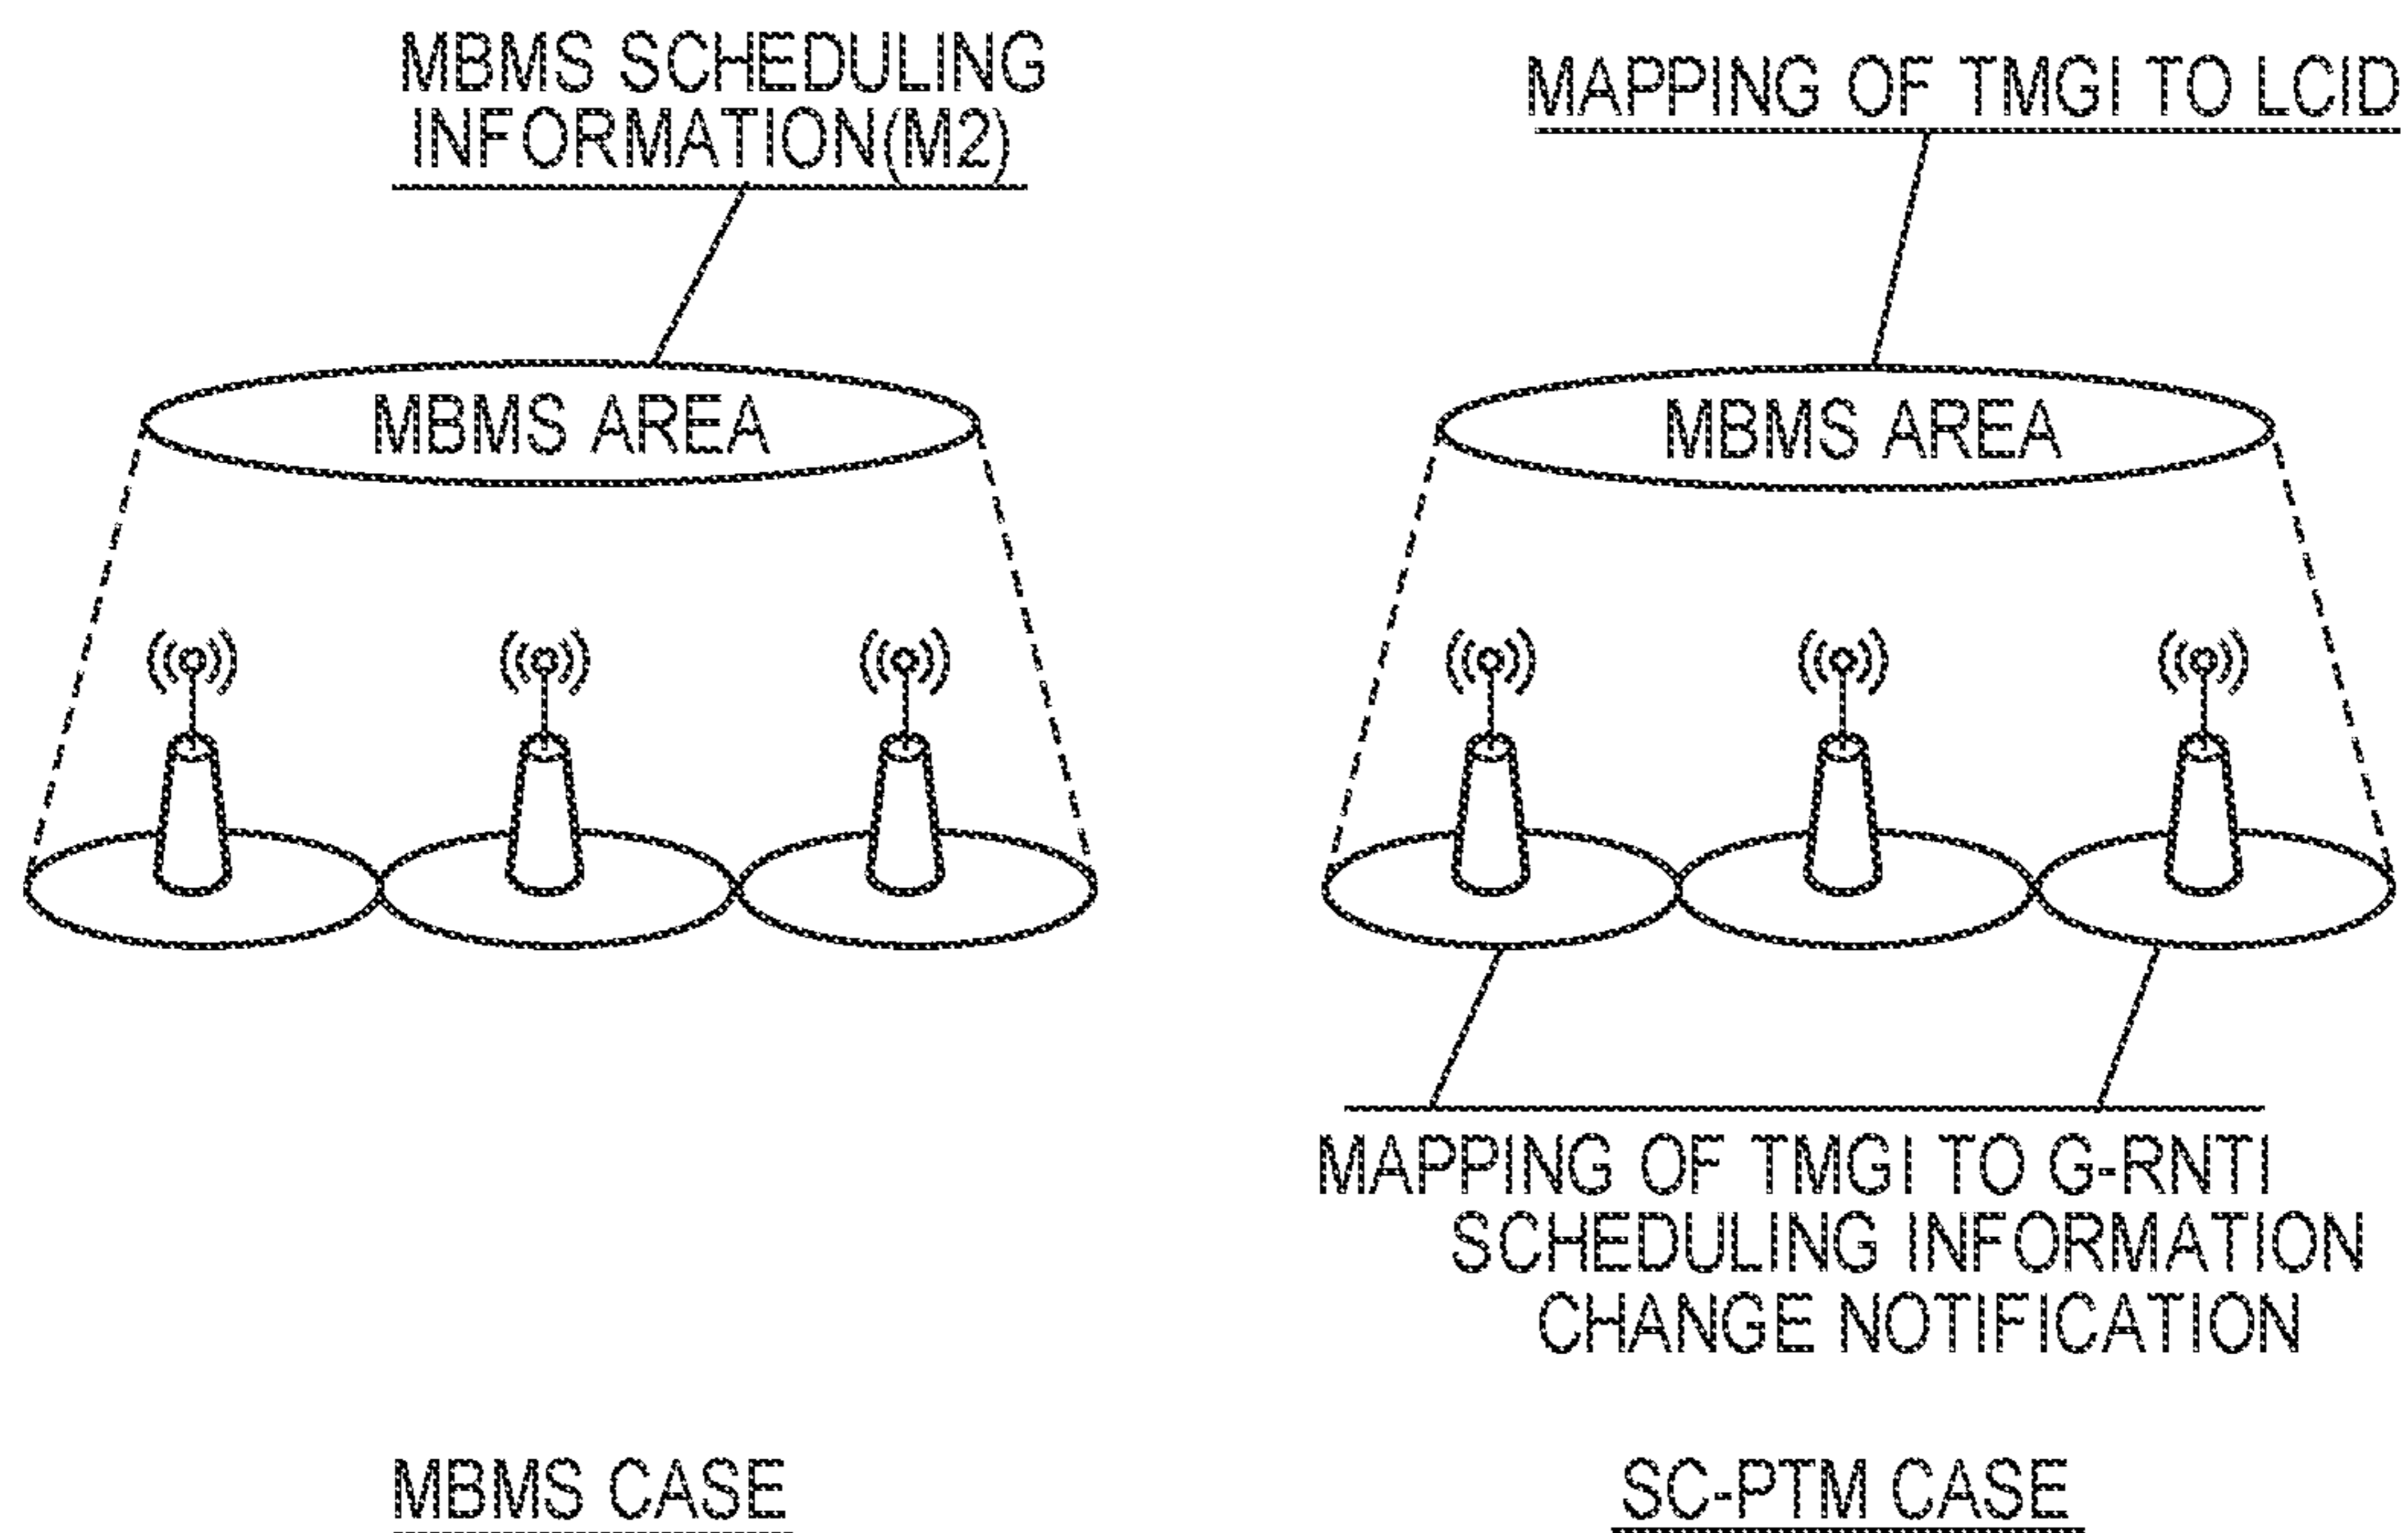 MBMS SCHEDULING
INFORMATION(M2)
MBMS AREA
MBMS CASE
MAPPING OF TMGI TO LCID
MBMS AREA
MAPPING OF TMGI TO G-RNTI
SCHEDULING INFORMATION
CHANGE NOTIFICATION
SC-PTM CASE